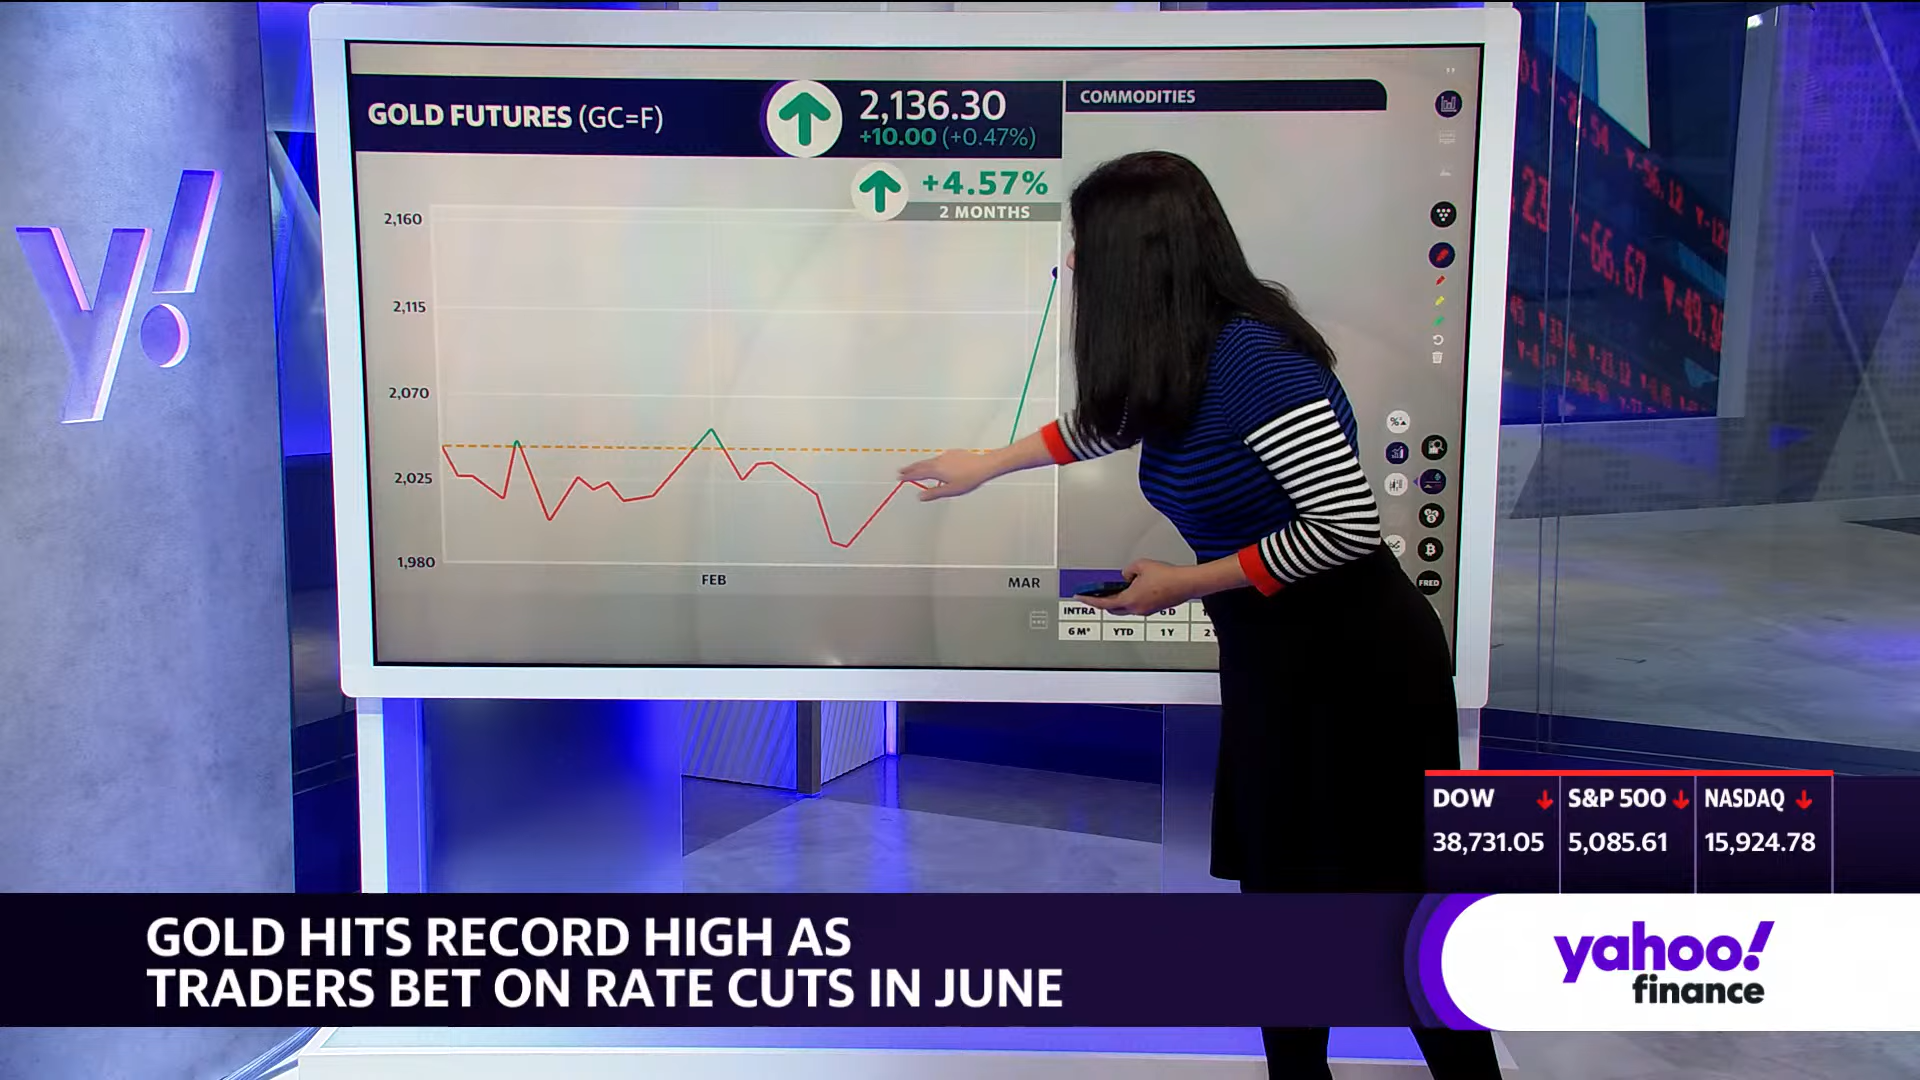 GOLD FUTURES (GC=F)
2,136.30
+10.00 (+0.47%)
COMMODITIES
+4.57%
2 MONTHS
2,160
2,115
2,070
2,025
1,980
FEB
MAR
INTRA
6 D
6 M*
YTD
1 Y
FRED
y!
-66.67
DOW
38,731.05
S&P 500
5,085.61
NASDAQ
15,924.78
GOLD HITS RECORD HIGH AS
TRADERS BET ON RATE CUTS IN JUNE
yahoo!
finance